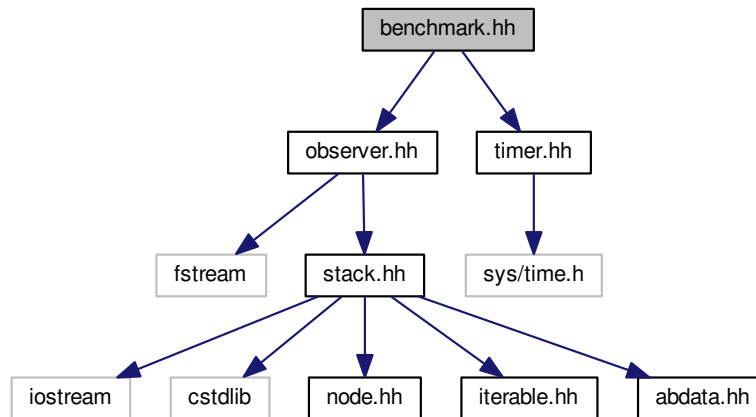 benchmark.hh
observer.hh
timer.hh
fstream
stack.hh
sys/time.h
iostream
cstdlib
node.hh
iterable.hh
abdata.hh